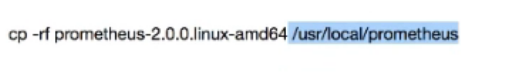 cp -rf prometheus-2.0.0.linux-amd64 /usr/local/prometheus